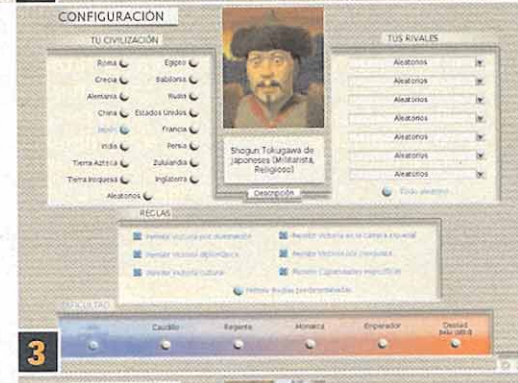 CONFIGURACIÓN
TU CIVILIZACIÓN
Roma
Egipto
Grecia
Babilonia
Alemania
Rusia
China
Estados Unidos
Japón
Francia
India
Persia
Tierra Azteca
Zululandia
Tierra Iroquesa
Inglaterra
Aleatorios
Shogun Tokugawa de
Japoneses (Militarista,
Religioso)
Descripción
TUS RIVALES
Aleatorios
Aleatorios
Aleatorios
Aleatorios
Aleatorios
Aleatorios
Aleatorios
REGLAS
Permitir Victoria por dominación
Permitir Victoria en la carrera espacial
Permitir Victoria diplomática
Permitir Victoria por conquista
Permitir Victoria cultural
Permitir Capacidades específicas
Reglas predeterminadas
DIFICULTAD
Caudillo
Regente
Monarca
Emperador
Deidad
3